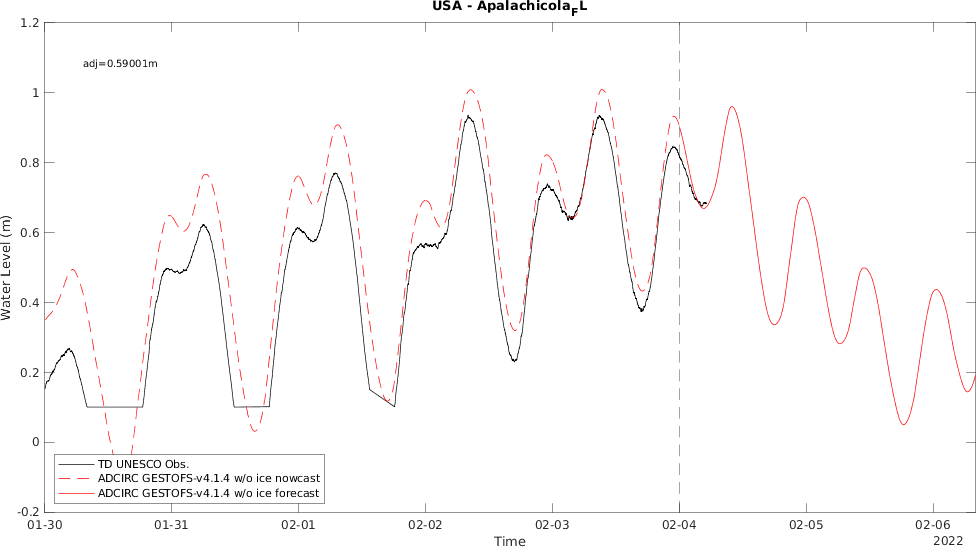 USA - ApalachicolaFL
adj=0.59001m
1.2
1
0.8
0.6
0.4
0.2
0
-0.2
Water Level (m)
TD UNESCO Obs.
ADCIRC GESTOFS-v4.1.4 w/o ice nowcast
ADCIRC GESTOFS-v4.1.4 w/o ice forecast
01-30 01-31 02-01 02-02 02-03 02-04 02-05 02-06
Time
2022